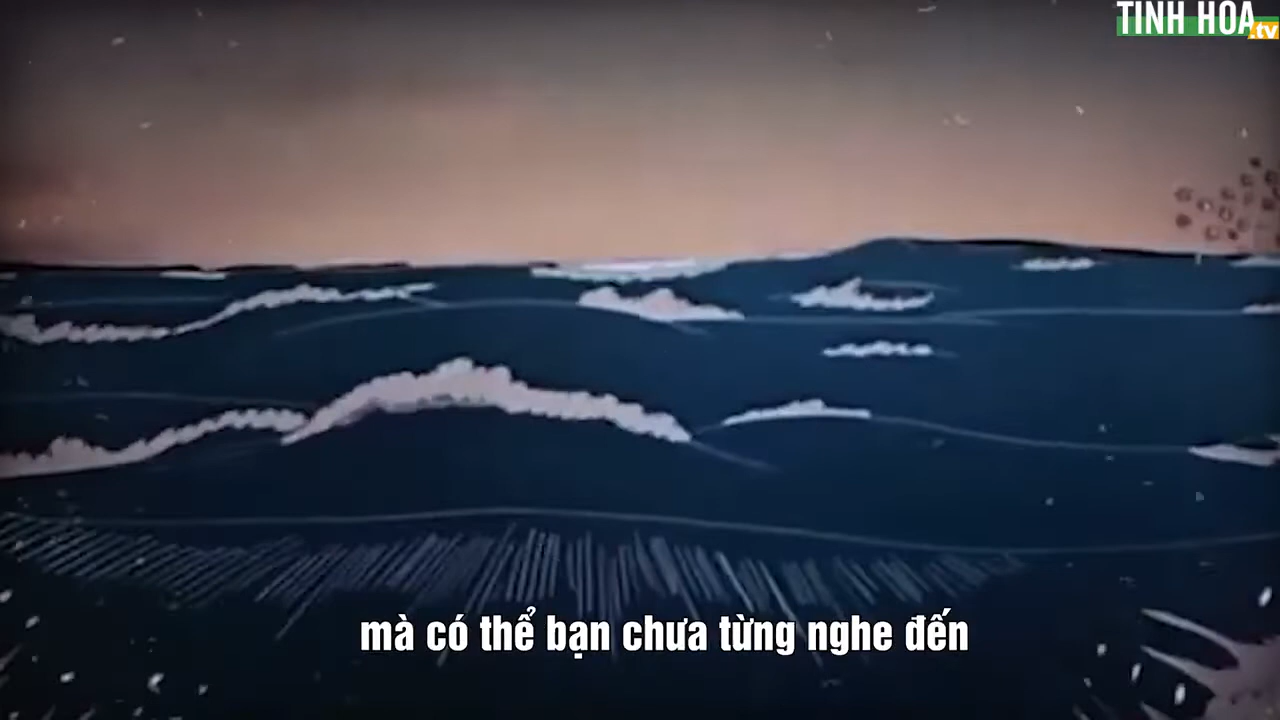 TINH HOA
.tv
mà có thể bạn chưa từng nghe đến